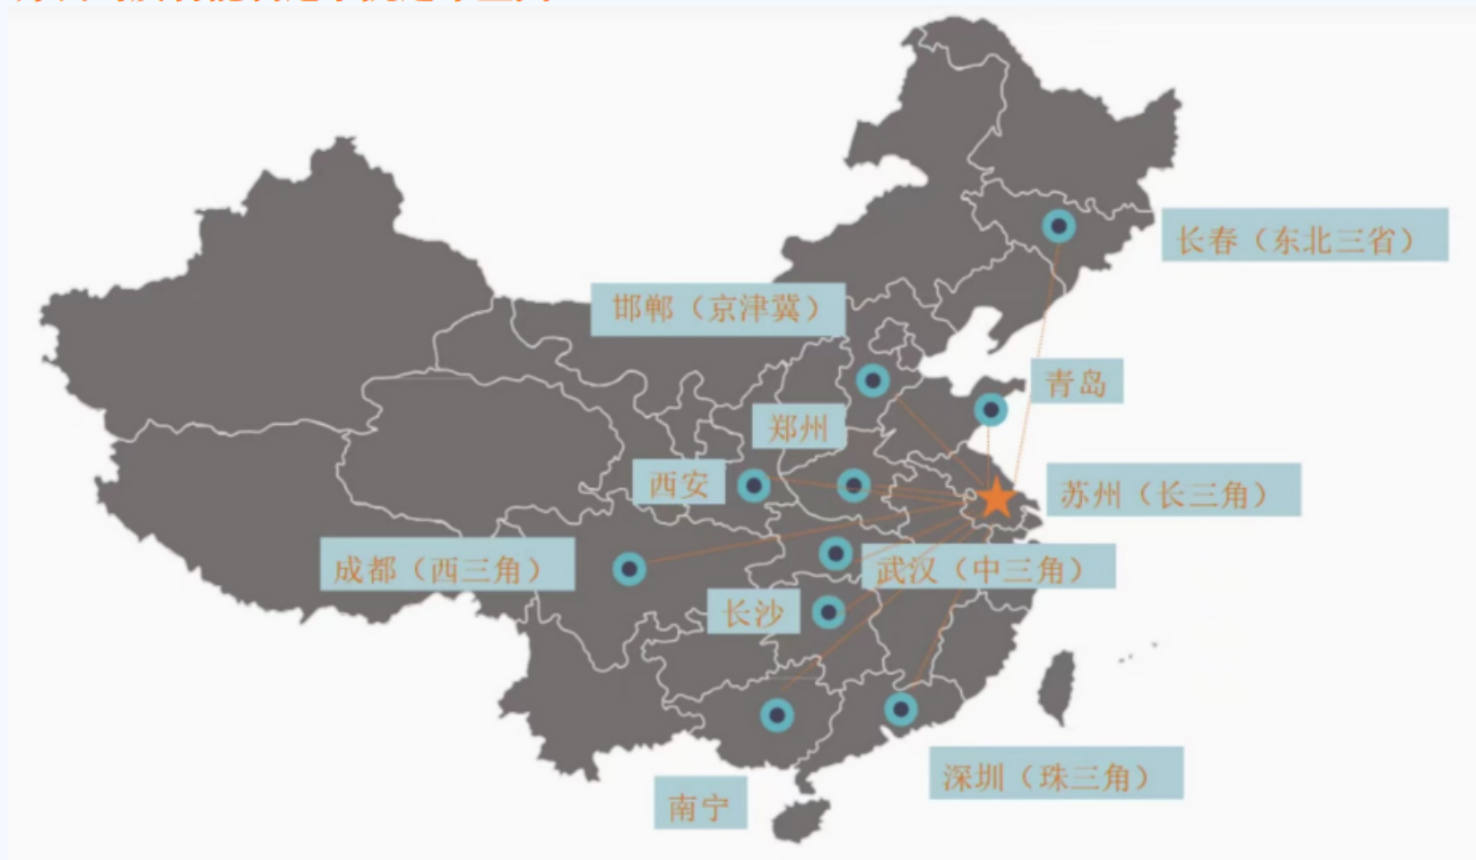 长春（东北三省）
邯郸（京津冀）
青岛
郑州
西安
苏州（长三角）
成都（西三角）
武汉（中三角）
长沙
深圳（珠三角）
南宁